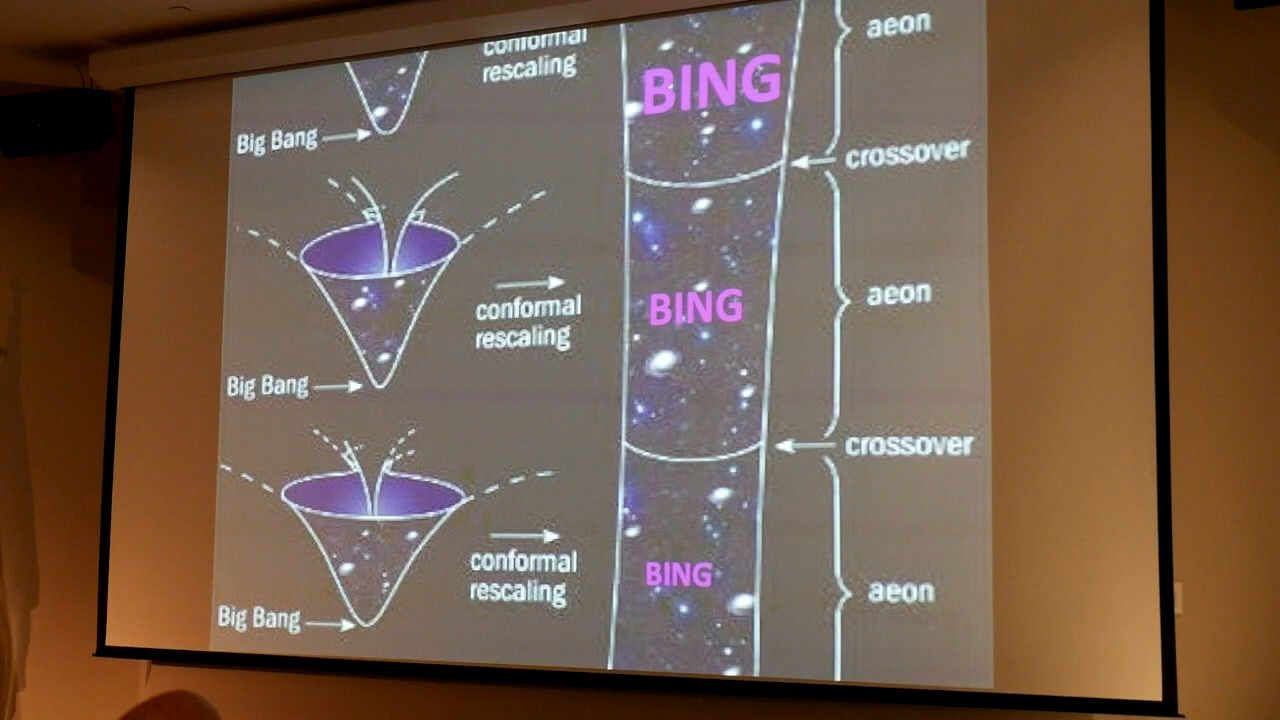 conformal
rescaling
BING
aeon
Big Bang
crossover
conformal
rescaling
BING
aeon
Big Bang
crossover
conformal
rescaling
BING
aeon
Big Bang